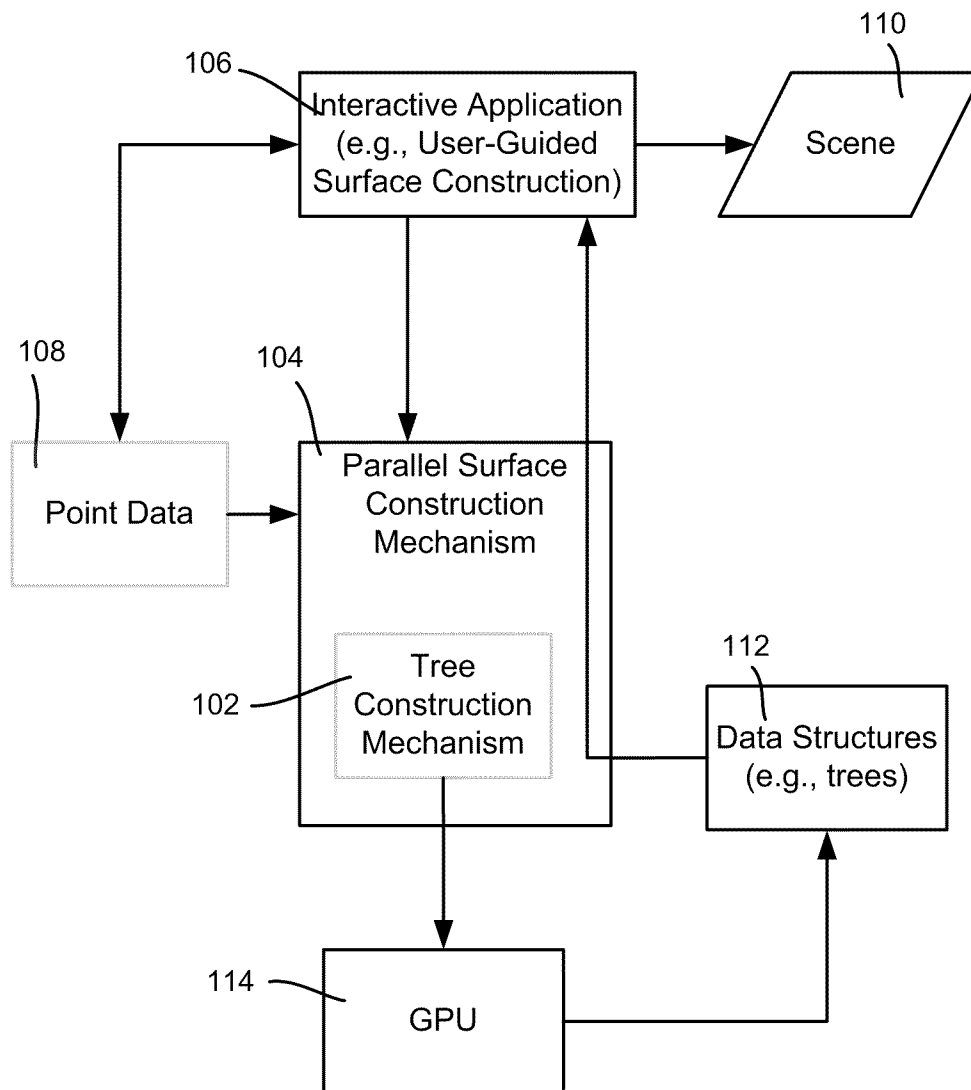 110
106
Interactive Application
(e.g., User-Guided
Surface Construction)
Scene
108
104
Point Data
Parallel Surface
Construction
Mechanism
102
Tree
Construction
Mechanism
112
Data Structures
(e.g., trees)
114
GPU